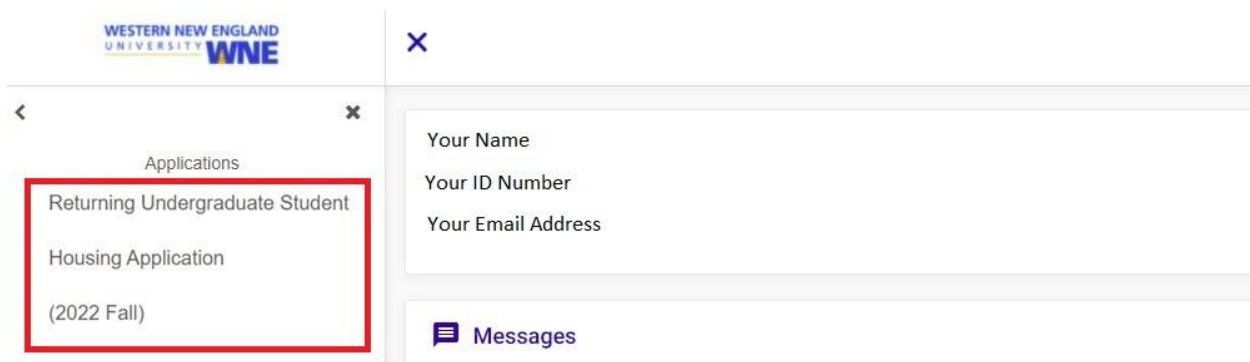 WESTERN NEW ENGLAND
UNIVERSITY WNE
Applications
Returning Undergraduate Student
Housing Application
(2022 Fall)
Your Name
Your ID Number
Your Email Address
Messages